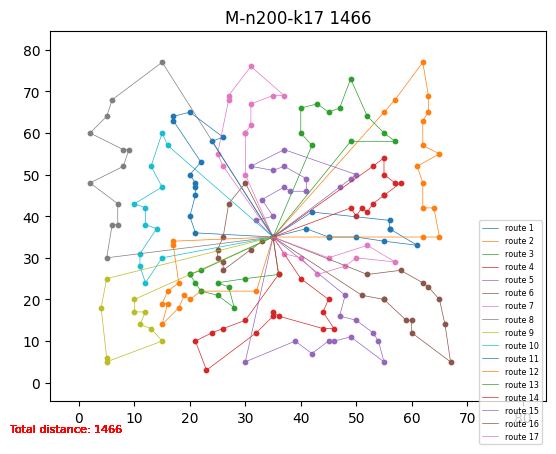 M-n200-k17 1466
80
70
60
50
40
30
20
10
0
0 10 20 30 40 50 60 70 80
route 1
route 2
route 3
route 4
route 5
route 6
route 7
route 8
route 9
route 10
route 11
route 12
route 13
route 14
route 15
route 16
route 17
Total distance: 1466